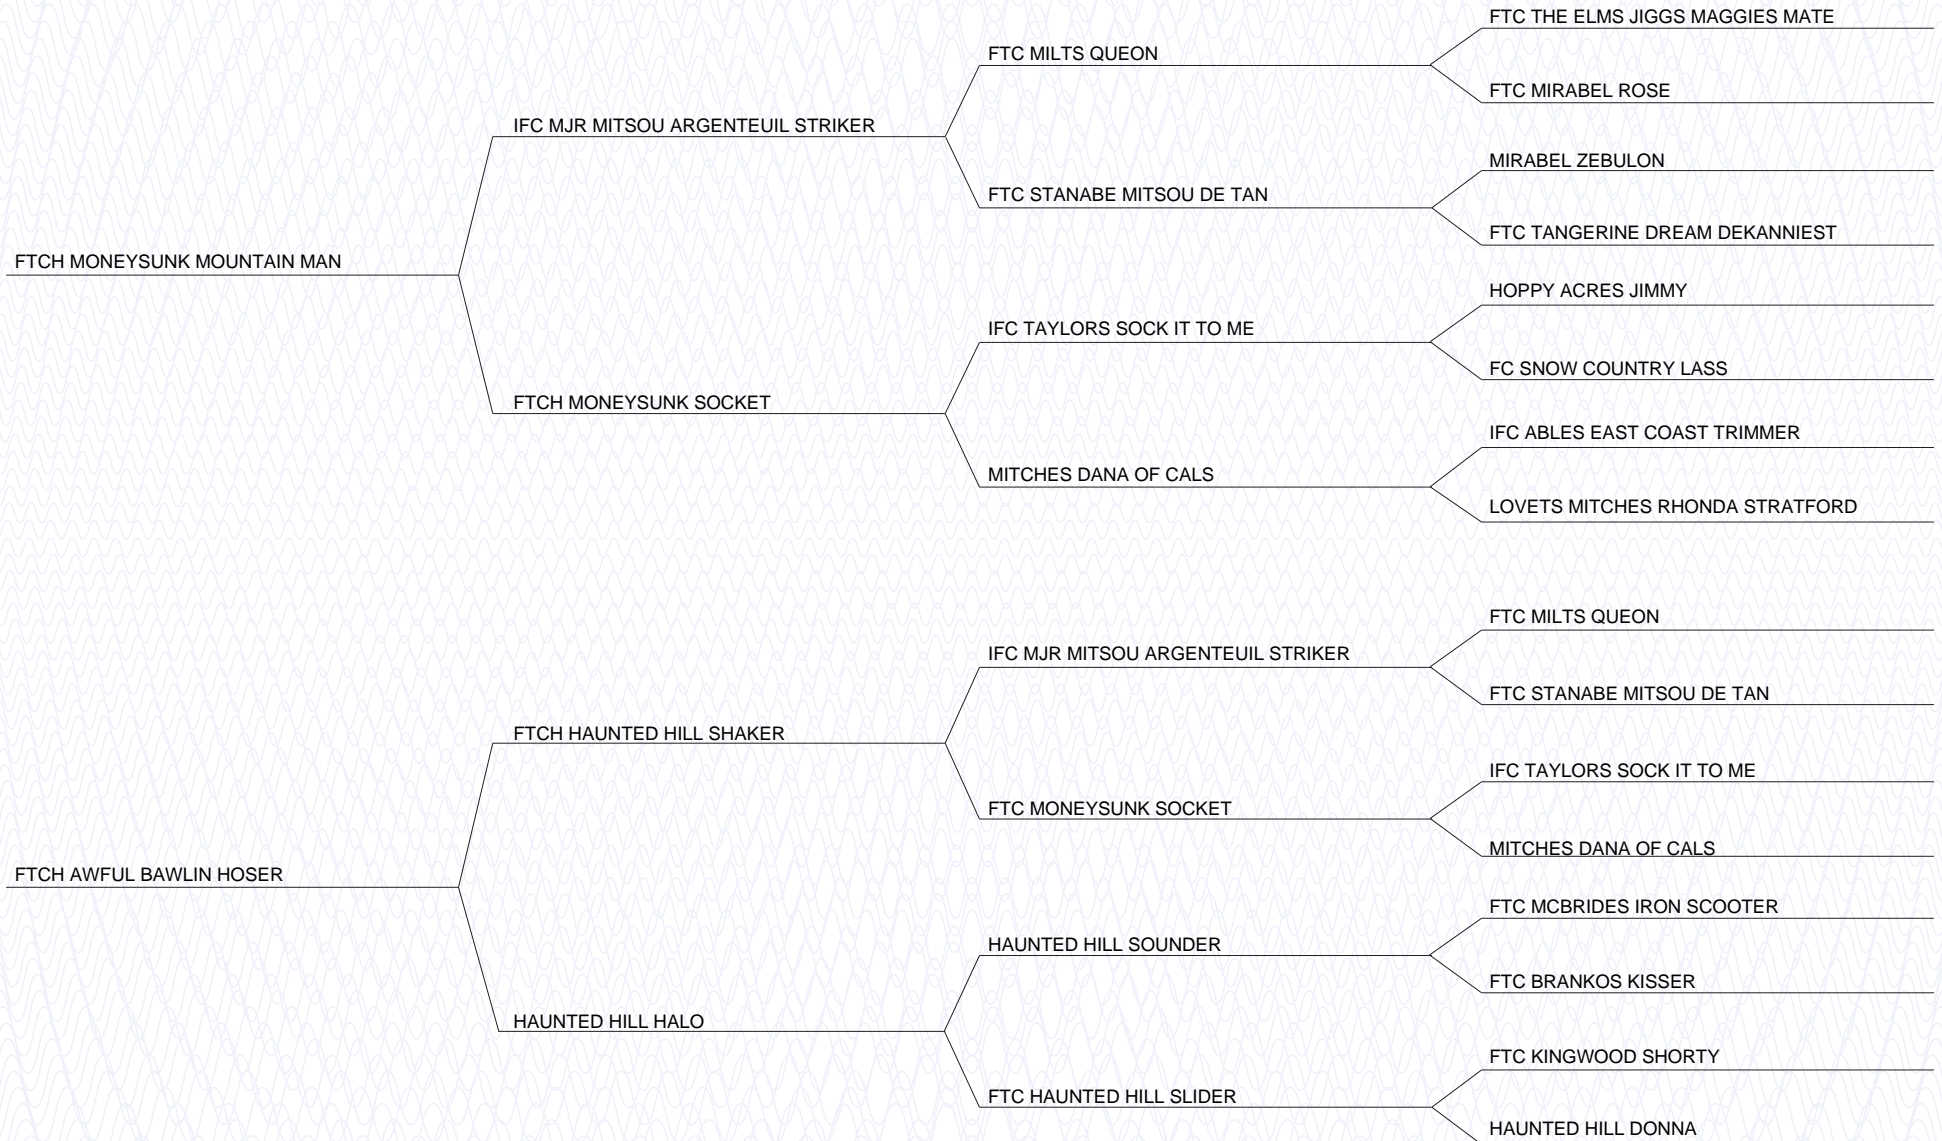 FTC THE ELMS JIGGS MAGGIES MATE
FTC MILTS QUEON
FTC MIRABEL ROSE
IFC MJR MITSOU ARGENTEUIL STRIKER
MIRABEL ZEBULON
FTC STANABE MITSOU DE TAN
FTC TANGERINE DREAM DEKANNIEST
FTCH MONEYSUNK MOUNTAIN MAN
HOPPY ACRES JIMMY
IFC TAYLORS SOCK IT TO ME
FC SNOW COUNTRY LASS
FTCH MONEYSUNK SOCKET
IFC ABLES EAST COAST TRIMMER
MITCHES DANA OF CALS
LOVETS MITCHES RHONDA STRATFORD
FTC MILTS QUEON
IFC MJR MITSOU ARGENTEUIL STRIKER
FTC STANABE MITSOU DE TAN
FTCH HAUNTED HILL SHAKER
IFC TAYLORS SOCK IT TO ME
FTC MONEYSUNK SOCKET
MITCHES DANA OF CALS
FTCH AWFUL BAWLIN HOSER
FTC MCBRIDES IRON SCOOTER
HAUNTED HILL SOUNDER
FTC BRANKOS KISSER
HAUNTED HILL HALO
FTC KINGWOOD SHORTY
FTC HAUNTED HILL SLIDER
HAUNTED HILL DONNA